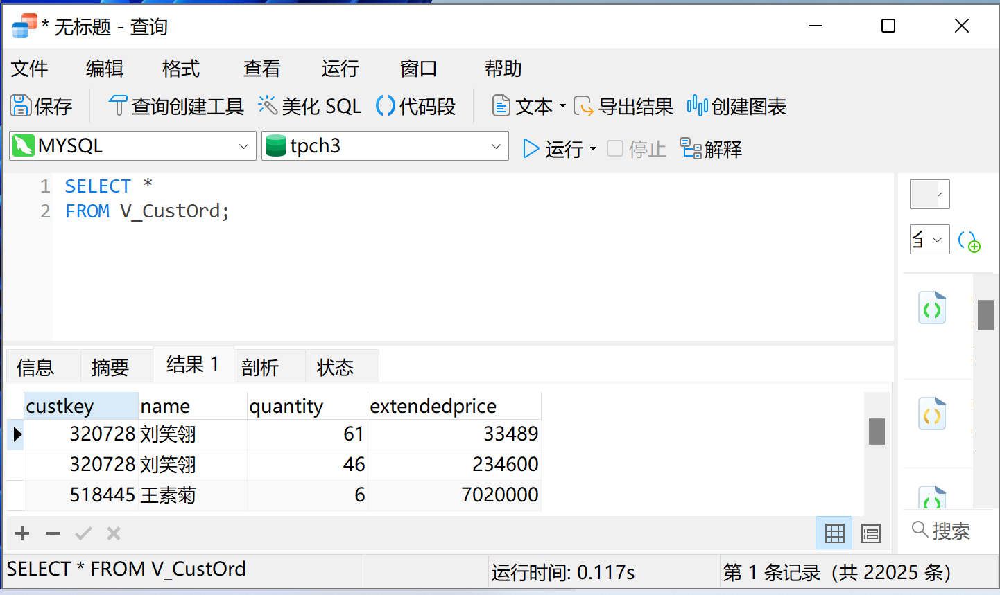 * 无标题 - 查询
文件 编辑 格式 查看 运行 窗口 帮助
保存 查询创建工具 美化 SQL 代码段 文本 导出结果 创建图表
MYSQL tpch3 运行 停止 解释
1 SELECT *
2 FROM V_CustOrd;
信息 摘要 结果 1 剖析 状态
custkey name quantity extendedprice
320728 刘笑翎 61 33489
320728 刘笑翎 46 234600
518445 王素菊 6 7020000
搜索
SELECT * FROM V_CustOrd 运行时间: 0.117s 第 1 条记录（共 22025 条）